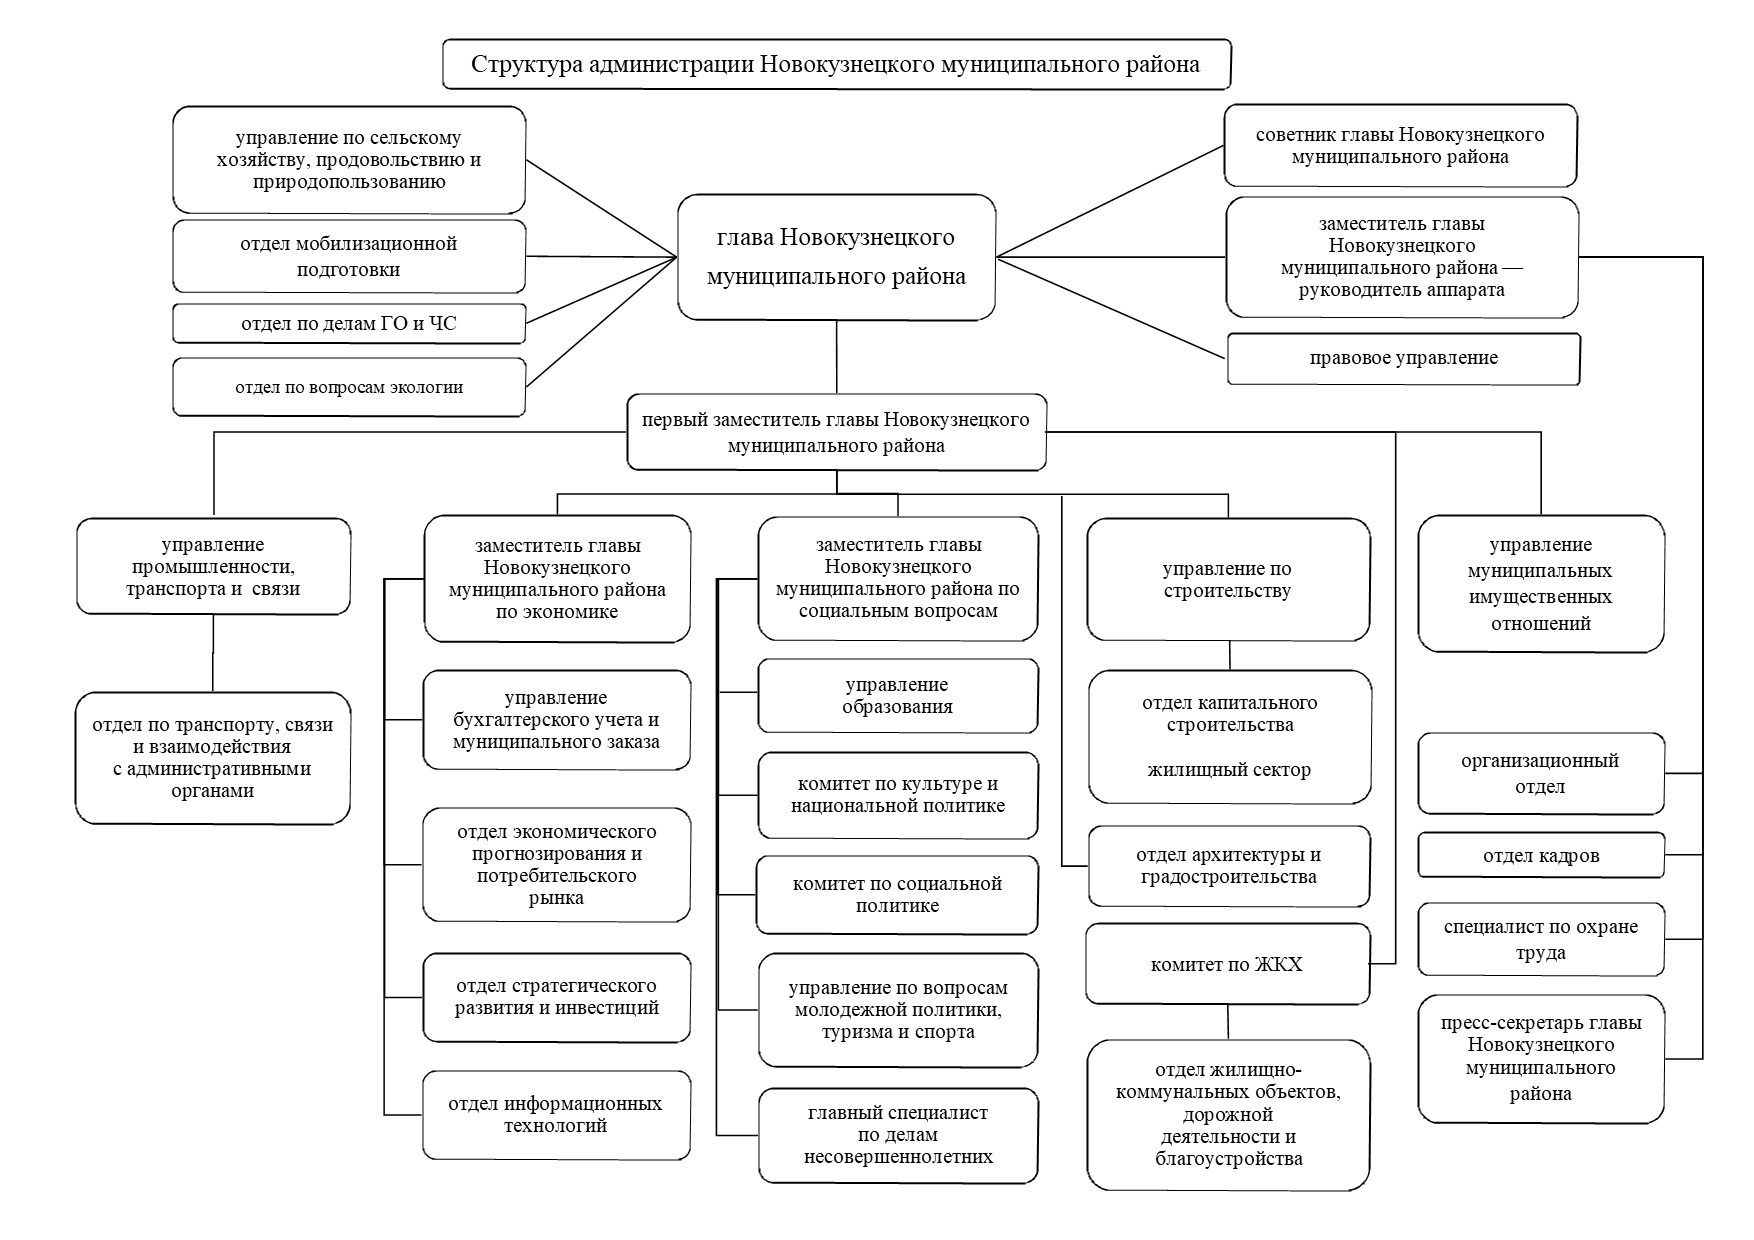 Структура администрации Новокузнецкого муниципального района
управление по сельскому
хозяйству, продовольствию и
природопользованию
отдел мобилизационной
подготовки
отдел по делам ГО и ЧС
отдел по вопросам экологии
глава Новокузнецкого
муниципального района
советник главы Новокузнецкого
муниципального района
заместитель главы
Новокузнецкого
муниципального района —
руководитель аппарата
правовое управление
первый заместитель главы Новокузнецкого
муниципального района
управление
промышленности,
транспорта и связи
отдел по транспорту, связи
и взаимодействия
с административными
органами
заместитель главы
Новокузнецкого
муниципального района
по экономике
управление
бухгалтерского учета и
муниципального заказа
отдел экономического
прогнозирования и
потребительского
рынка
отдел стратегического
развития и инвестиций
отдел информационных
технологий
заместитель главы
Новокузнецкого
муниципального района по
социальным вопросам
управление
образования
комитет по культуре и
национальной политике
комитет по социальной
политике
управление по вопросам
молодежной политики,
туризма и спорта
главный специалист
по делам
несовершеннолетних
управление по
строительству
отдел капитального
строительства
жилищный сектор
отдел архитектуры и
градостроительства
комитет по ЖКХ
отдел жилищно-
коммунальных объектов,
дорожной
деятельности и
благоустройства
управление
муниципальных
имущественных
отношений
организационный
отдел
отдел кадров
специалист по охране
труда
пресс-секретарь главы
Новокузнецкого
муниципального
района